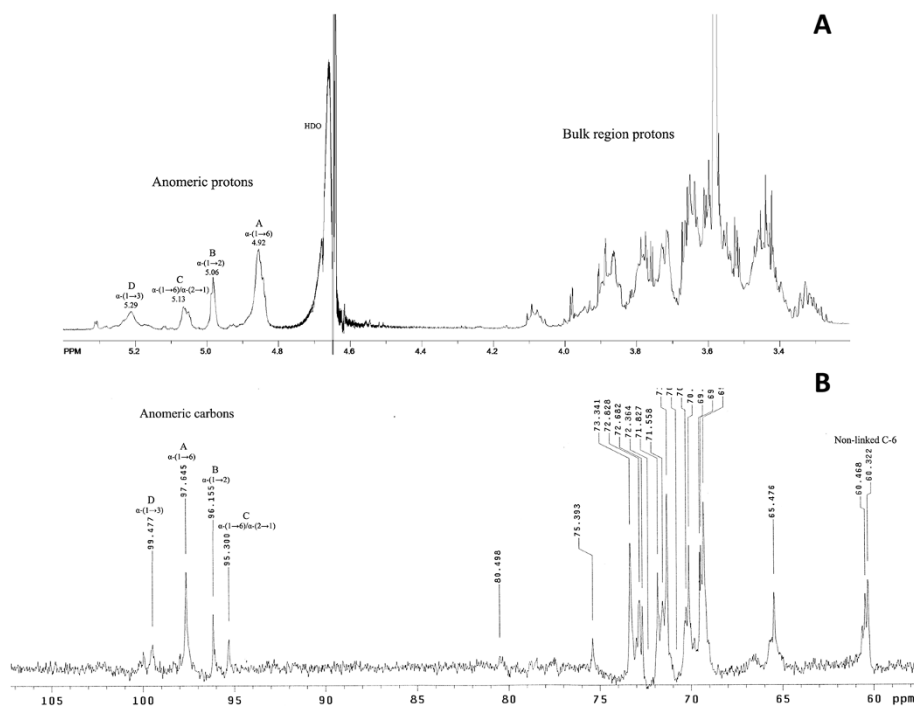 A
HDO
Bulk region protons
Anomeric protons
A
α-(1→6)
4.92
B
α-(1→2)
5.06
C
α-(1→6)/α-(2→1)
5.13
D
α-(1→3)
5.29
PPM 5.2 5.0 4.8 4.6 4.4 4.2 4.0 3.8 3.6 3.4
B
Anomeric carbons
A
α-(1→6)
97.645
B
α-(1→2)
96.155
C
α-(1→6)/α-(2→1)
95.300
D
α-(1→3)
99.477
80.498
75.393
73.341
72.828
72.682
72.364
71.827
71.558
70
70.
69.
69
65.476
Non-linked C-6
60.468
60.322
105 100 95 90 85 80 75 70 65 60 ppm